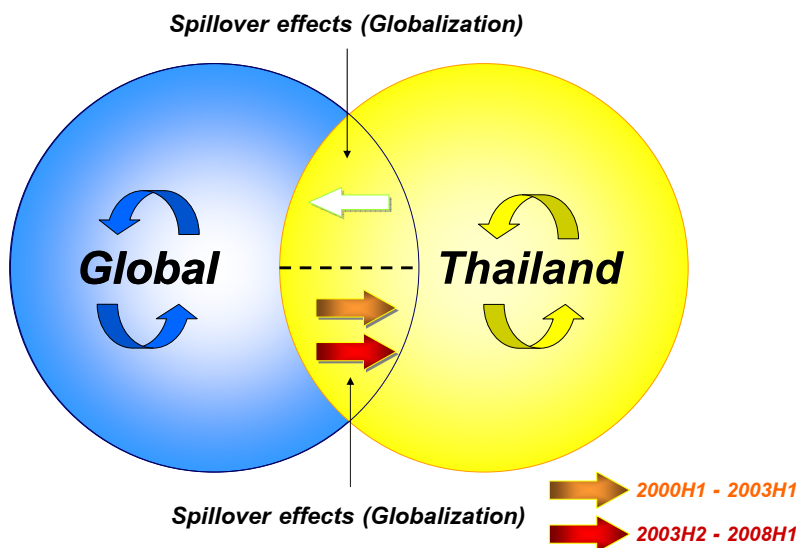 Spillover effects (Globalization)
Global
Thailand
Spillover effects (Globalization)
2000H1 - 2003H1
2003H2 - 2008H1